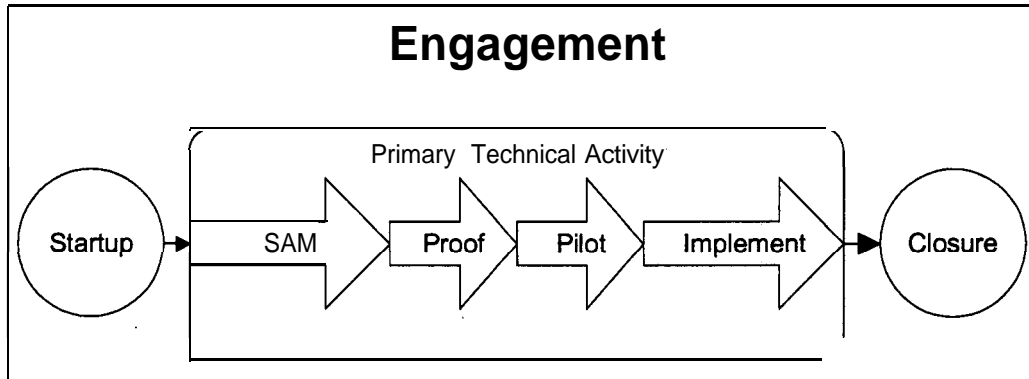 Engagement
Primary Technical Activity
Startup
SAM
Proof
Pilot
Implement
Closure